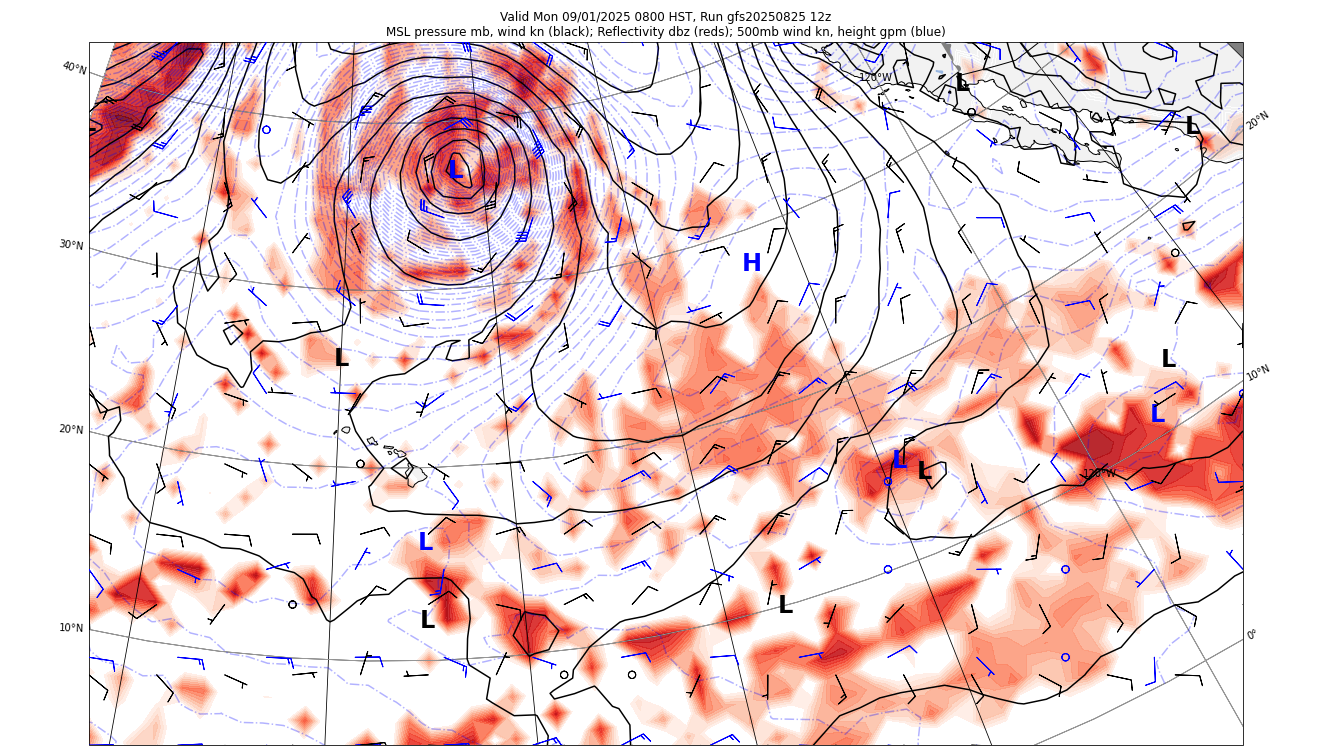 Valid Mon 09/01/2025 0800 HST, Run gfs20250825 12z
MSL pressure mb, wind kn (black); Reflectivity dbz (reds); 500mb wind kn, height gpm (blue)
40°N
120°W
L
L
20°N
L
30°N
H
L
L
10°N
L
20°N
L
L
110°W
L
L
L
10°N
0°